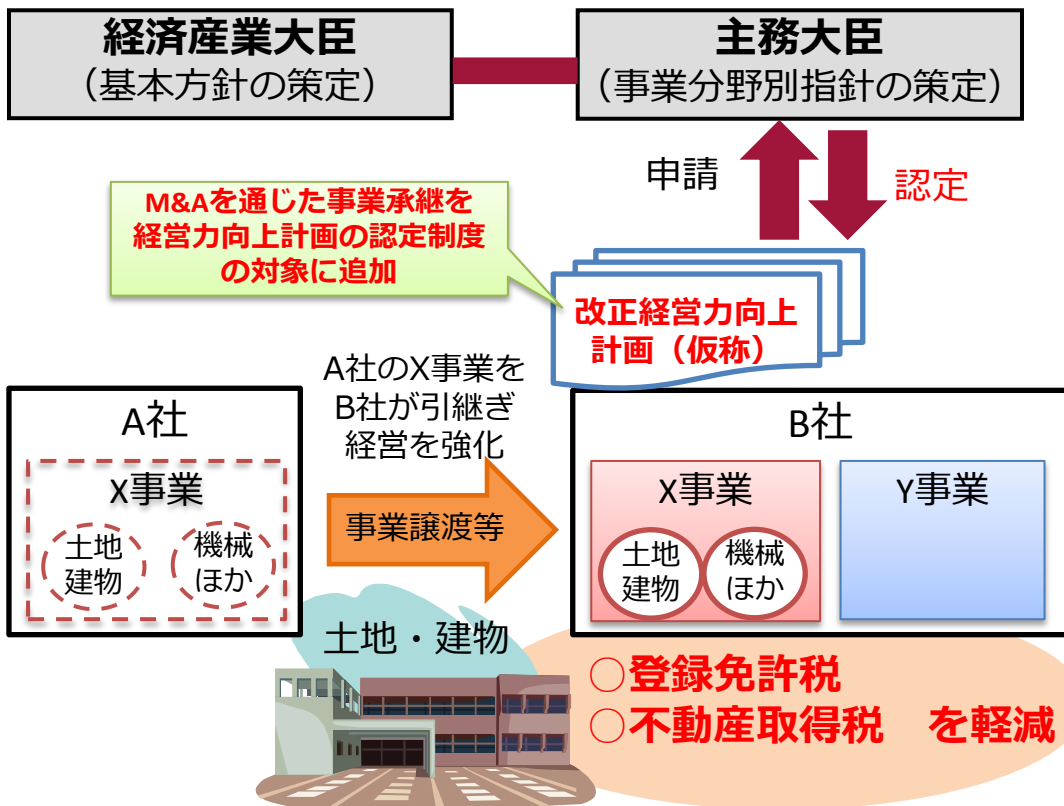 経済産業大臣
（基本方針の策定）
主務大臣
（事業分野別指針の策定）
申請
認定
M&Aを通じた事業承継を
経営力向上計画の認定制度
の対象に追加
改正経営力向上
計画（仮称）
A社のX事業を
B社が引継ぎ
経営を強化
A社
X事業
土地
建物
機械
ほか
事業譲渡等
B社
X事業
土地
建物
機械
ほか
Y事業
土地・建物
○登録免許税
○不動産取得税　を軽減